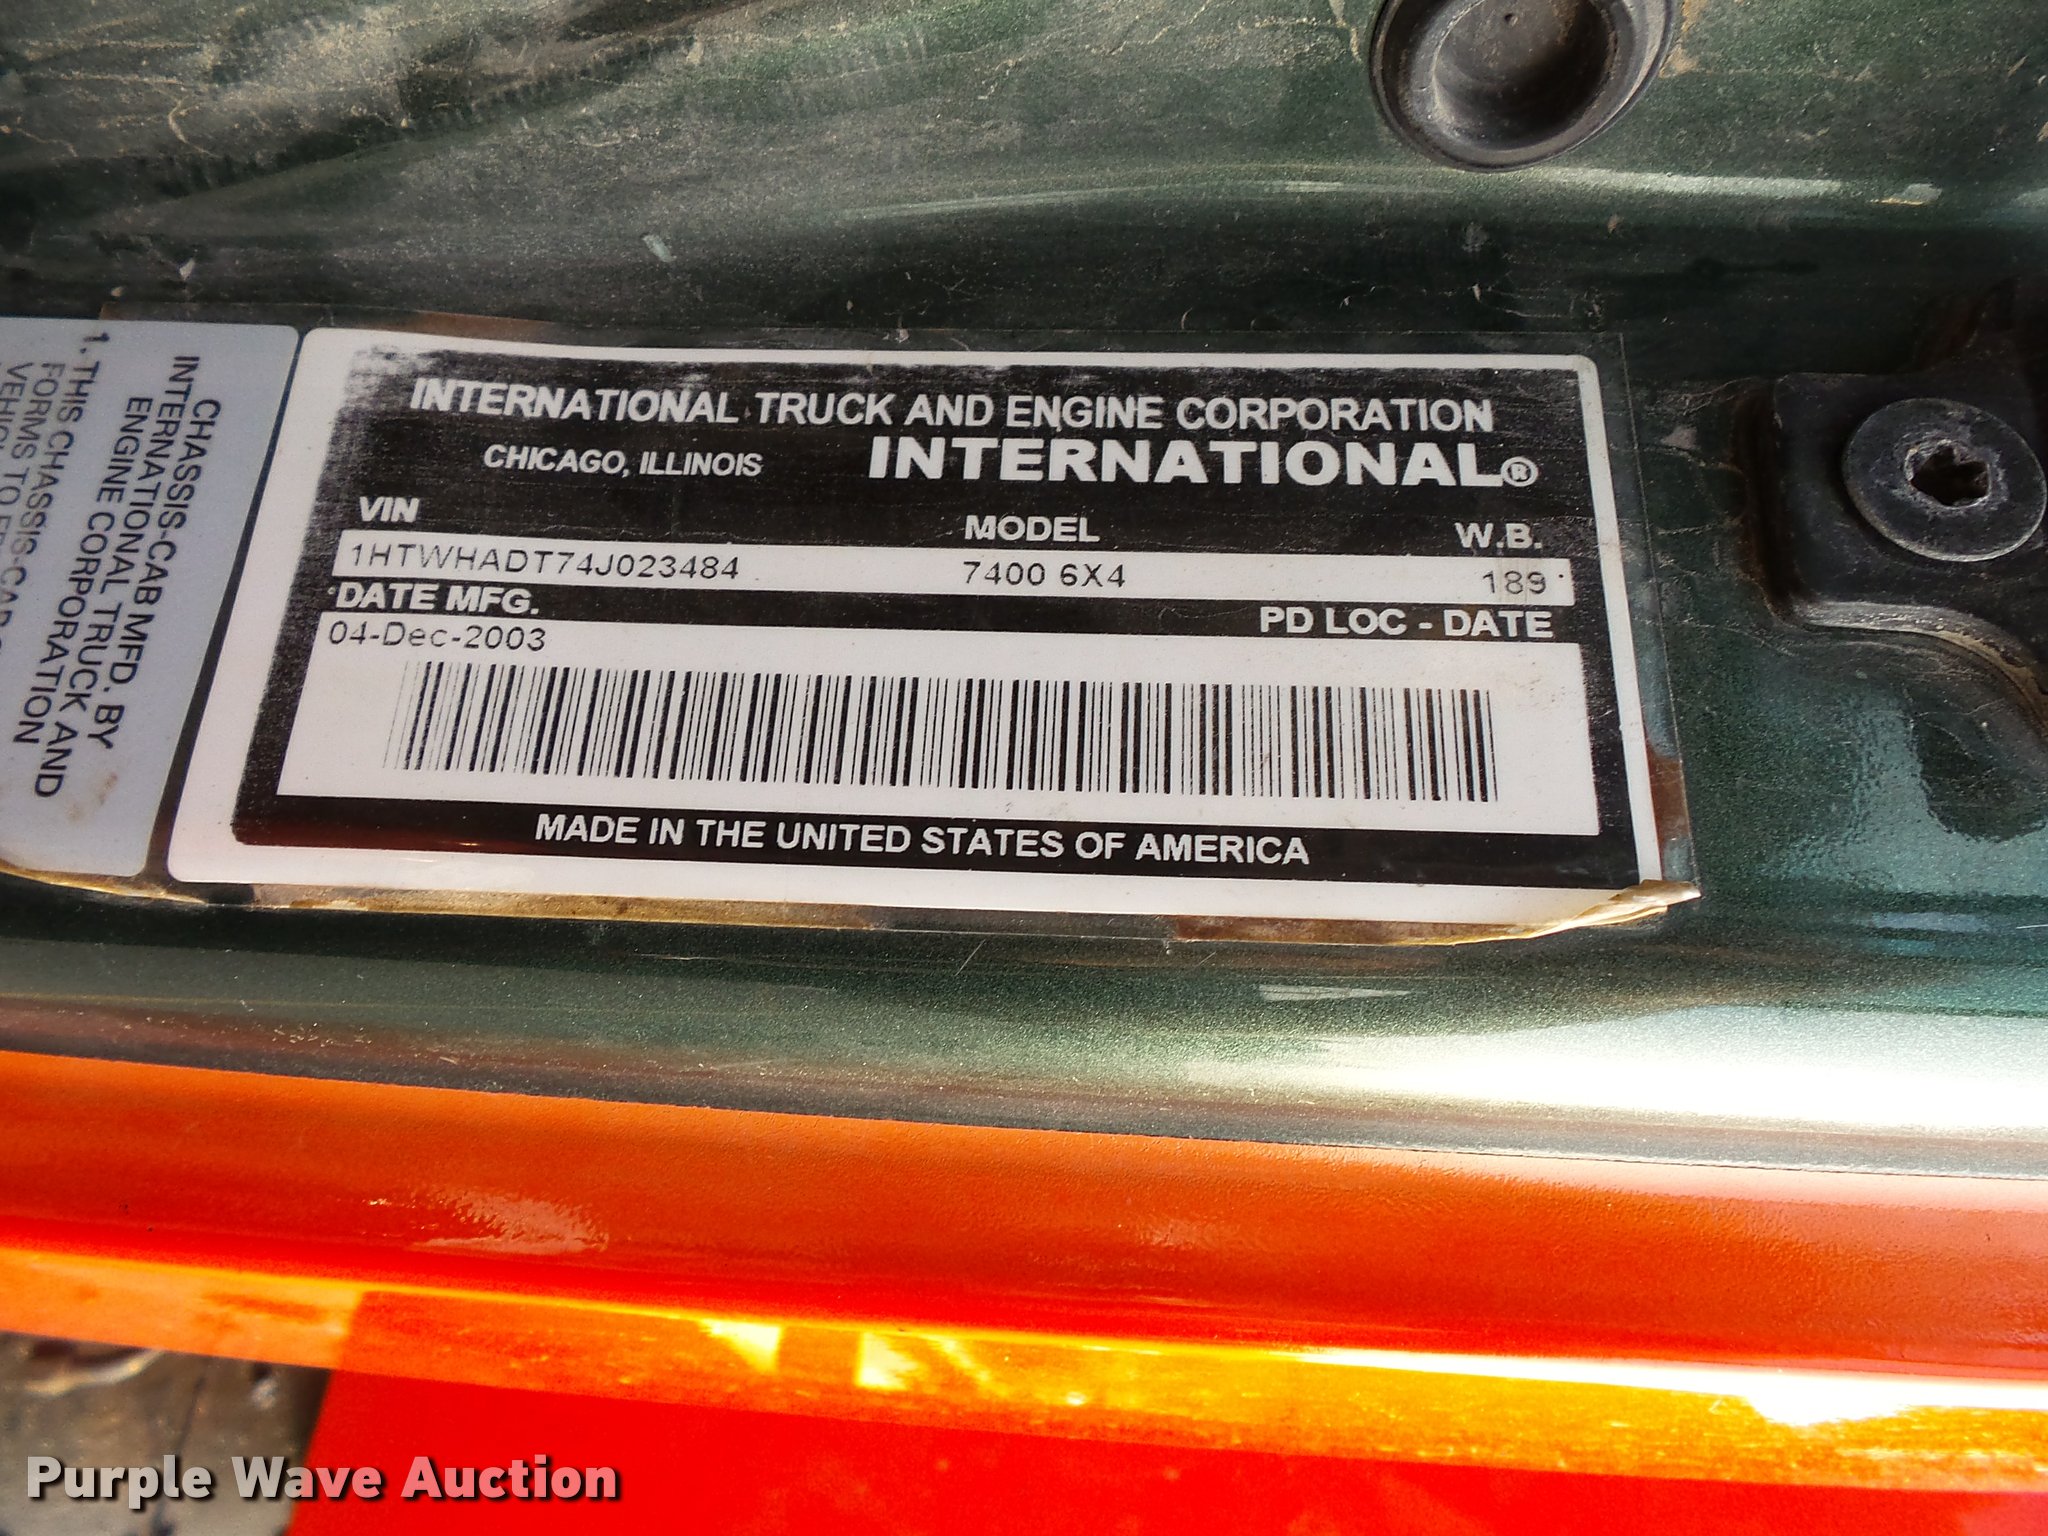 CHASSIS-CAB MFD. BY
INTERNATIONAL TRUCK AND
ENGINE CORPORATION
1. THIS CHASSIS-CAB
FORMS TO
INTERNATIONAL TRUCK AND ENGINE CORPORATION
CHICAGO, ILLINOIS INTERNATIONAL®
VIN MODEL W.B.
1HTWHADT74J023484 7400 6X4 189
DATE MFG. PD LOC - DATE
04-Dec-2003
MADE IN THE UNITED STATES OF AMERICA
Purple Wave Auction